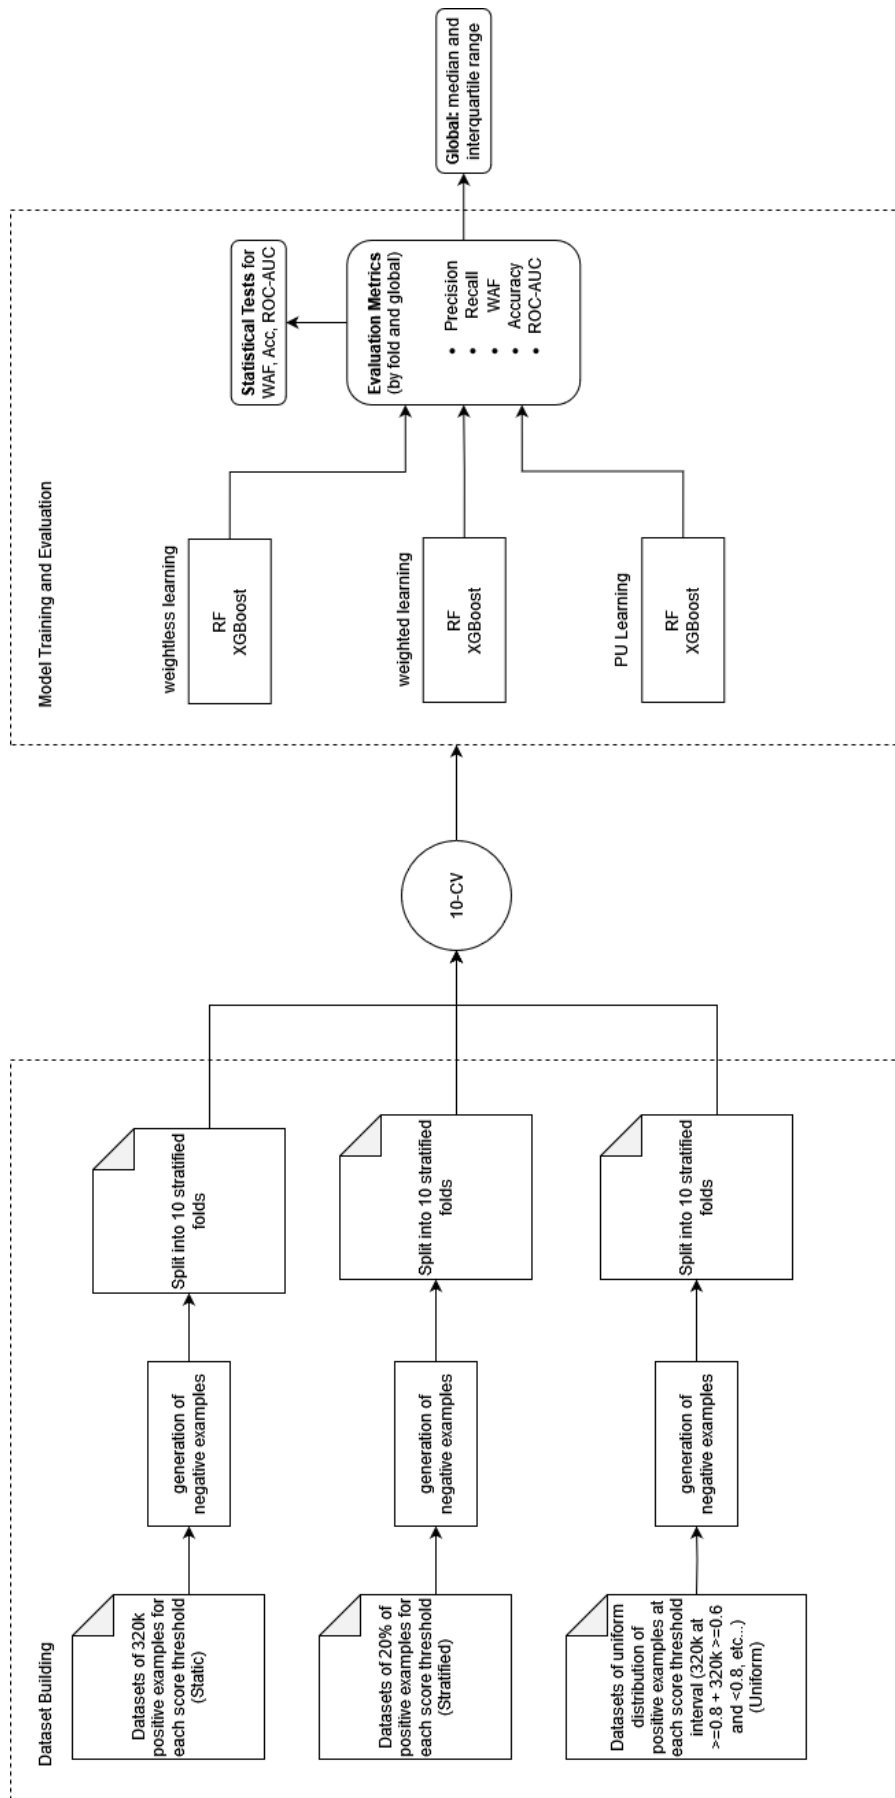 Dataset Building
Datasets of 320k
positive examples for
each score threshold
(Static)
generation of
negative examples
Split into 10 stratified
folds
Datasets of 20% of
positive examples for
each score threshold
(Stratified)
generation of
negative examples
Split into 10 stratified
folds
Datasets of uniform
distribution of
positive examples at
each score threshold
interval (320k at
>=0.8 + 320k >=0.6
and <0.8, etc...)
(Uniform)
generation of
negative examples
Split into 10 stratified
folds
10-CV
Model Training and Evaluation
weightless learning
RF
XGBoost
weighted learning
RF
XGBoost
PU Learning
RF
XGBoost
Statistical Tests for
WAF, Acc, ROC-AUC
Evaluation Metrics
(by fold and global)
• Precision
• Recall
• WAF
• Accuracy
• ROC-AUC
Global: median and
interquartile range